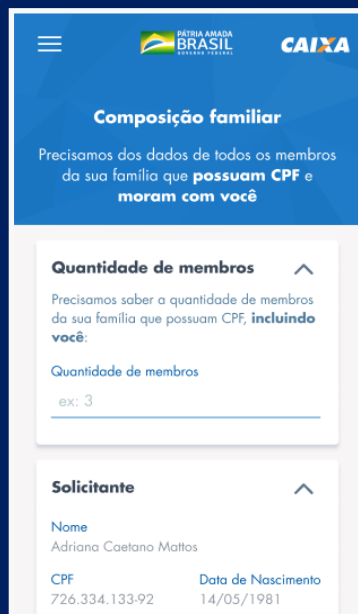 PÁTRIA AMADA
BRASIL
GOVERNO FEDERAL
CAIXA
Composição familiar
Precisamos dos dados de todos os membros
da sua família que possuam CPF e
moram com você
Quantidade de membros
Precisamos saber a quantidade de membros
da sua família que possuam CPF, incluindo
você:
Quantidade de membros
ex: 3
Solicitante
Nome
Adriana Caetano Mattos
CPF
Data de Nascimento
726.334.133-92
14/05/1981